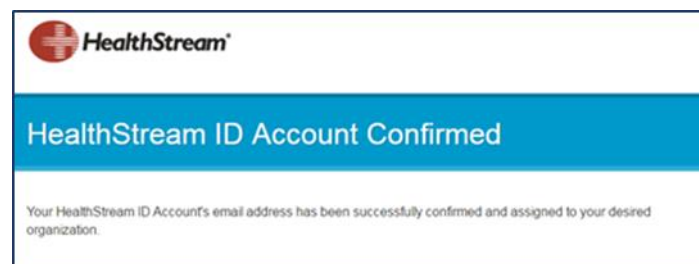 HealthStream®
HealthStream ID Account Confirmed
Your HealthStream ID Account's email address has been successfully confirmed and assigned to your desired
organization.